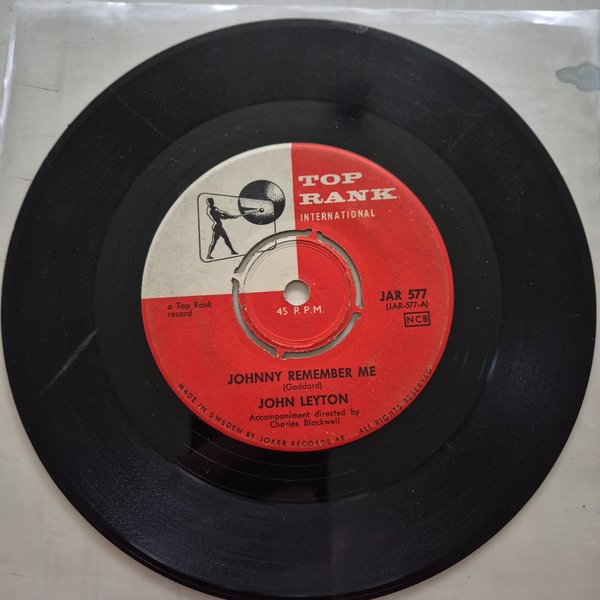 TOP
RANK
INTERNATIONAL
a Top Rank
record
45 R.P.M.
JAR 577
(JAR-577-A)
NCB
JOHNNY REMEMBER ME
(Goddard)
JOHN LEYTON
Accompaniment directed by
Charles Blackwell
MADE IN SWEDEN BY JOKER RECORDS AB ALL RIGHTS RESERVED